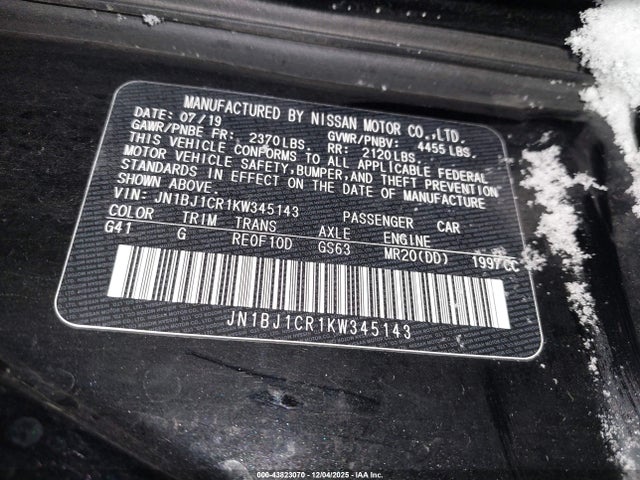 MANUFACTURED BY NISSAN MOTOR CO.,LTD.
DATE: 07/19 GVWR/PNBV: 4455 LBS.
GAWR/PNBE FR: 2370LBS. RR: 2120LBS.
THIS VEHICLE CONFORMS TO ALL APPLICABLE FEDERAL
MOTOR VEHICLE SAFETY, BUMPER, AND THEFT PREVENTION
STANDARDS IN EFFECT ON THE DATE OF MANUFACTURE
SHOWN ABOVE.
VIN: JN1BJ1CR1KW345143 PASSENGER CAR
COLOR TRIM TRANS AXLE ENGINE
G41 G RE0F10D GS63 MR20(DD) 1997CC
JN1BJ1CR1KW345143
000-43823070 - 12/04/2025 - IAA Inc.